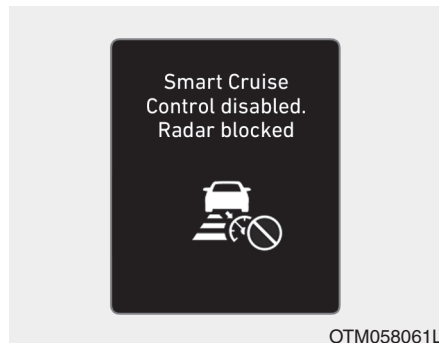 Smart Cruise
Control disabled.
Radar blocked
OTM058061L